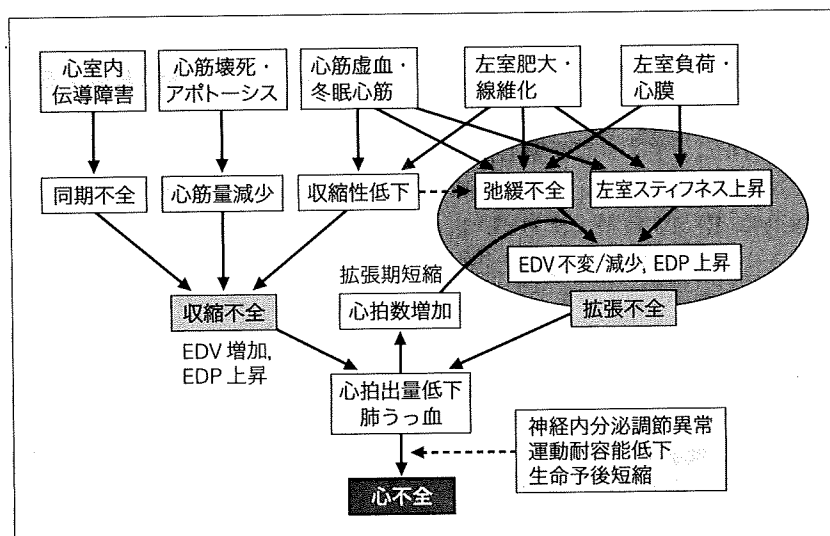 心室内
伝導障害
心筋壊死・
アポトーシス
心筋虚血・
冬眠心筋
左室肥大・
線維化
左室負荷・
心膜
同期不全
心筋量減少
収縮性低下
弛緩不全
左室スティフネス上昇
EDV 不変/減少, EDP 上昇
拡張期短縮
収縮不全
心拍数増加
拡張不全
EDV 増加,
EDP 上昇
心拍出量低下
肺うっ血
神経内分泌調節異常
運動耐容能低下
生命予後短縮
心不全